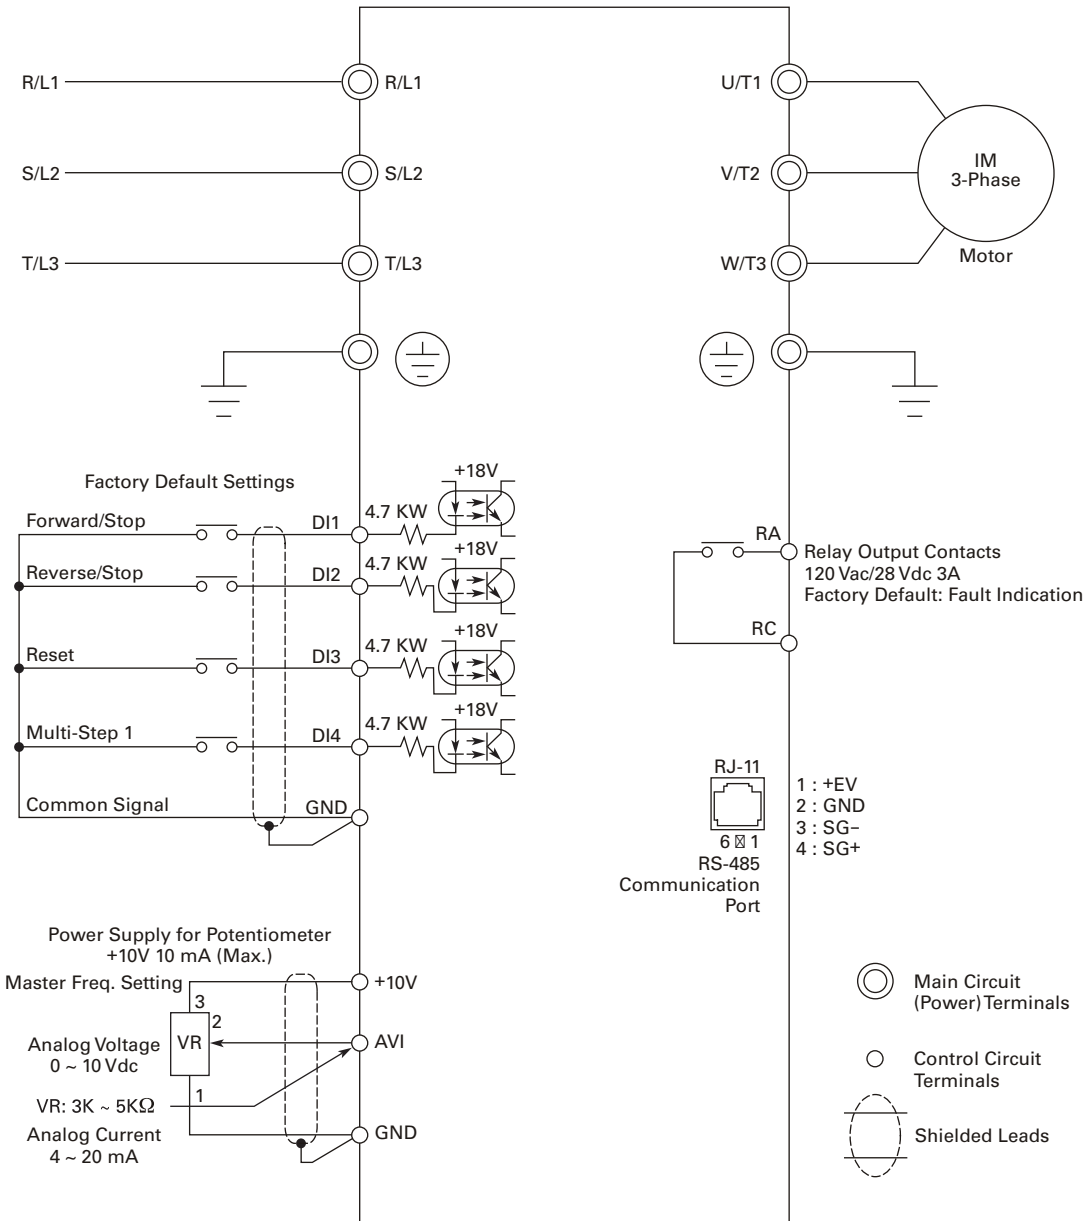 R/L1
R/L1
U/T1
S/L2
S/L2
V/T2
IM
3-Phase
T/L3
T/L3
W/T3
Motor
Factory Default Settings
+18V
Forward/Stop
DI1
4.7 KW
+18V
Reverse/Stop
DI2
4.7 KW
+18V
Reset
DI3
4.7 KW
+18V
Multi-Step 1
DI4
4.7 KW
Common Signal
GND
RA
Relay Output Contacts
120 Vac/28 Vdc 3A
Factory Default: Fault Indication
RC
RJ-11
6 1
RS-485
Communication
Port
1 : +EV
2 : GND
3 : SG–
4 : SG+
Power Supply for Potentiometer
+10V 10 mA (Max.)
Master Freq. Setting
+10V
3
2
VR
AVI
Analog Voltage
0 ~ 10 Vdc
1
VR: 3K ~ 5KΩ
Analog Current
4 ~ 20 mA
GND
Main Circuit
(Power) Terminals
Control Circuit
Terminals
Shielded Leads